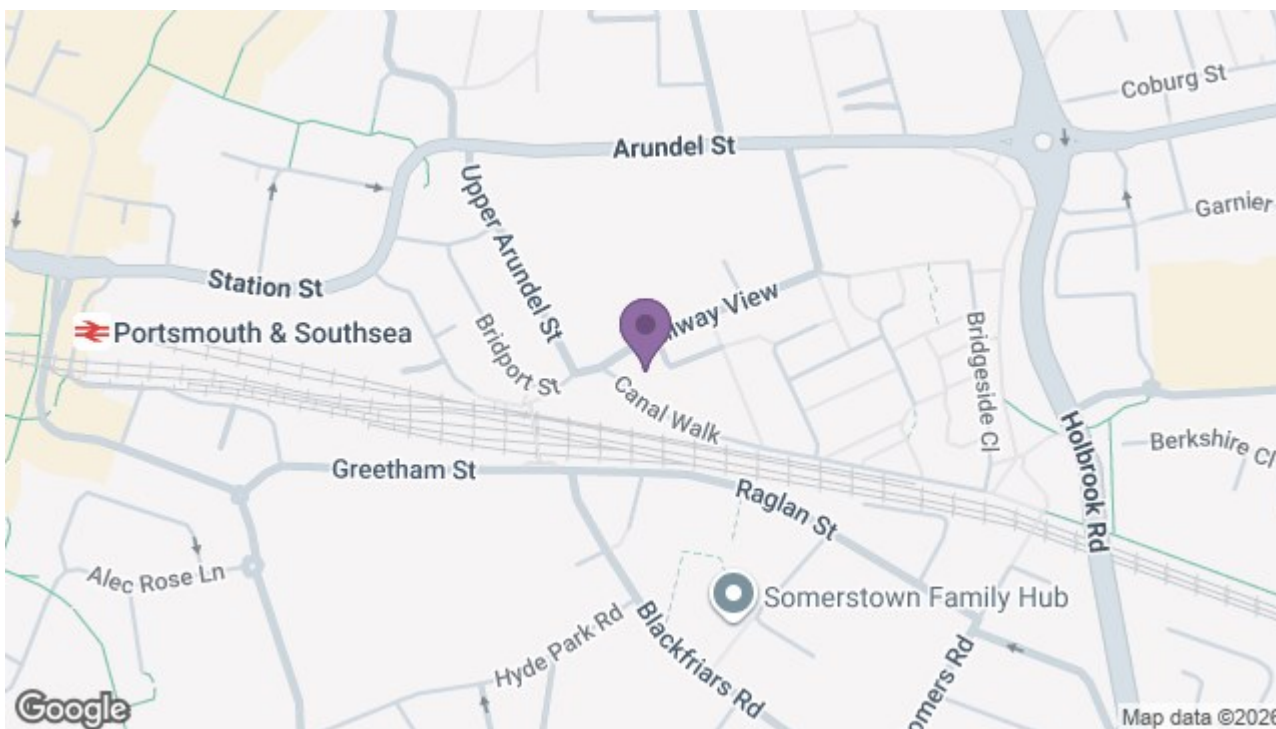 Coburg St
Arundel St
Upper Arundel St
Garnier
Station St
Railway View
Portsmouth & Southsea
Bridport St
Bridgeside Cl
Canal Walk
Holbrook Rd
Berkshire Cl
Greetham St
Raglan St
Alec Rose Ln
Somerstown Family Hub
Hyde Park Rd
Blackfriars Rd
omers Rd
Google
Map data ©2026